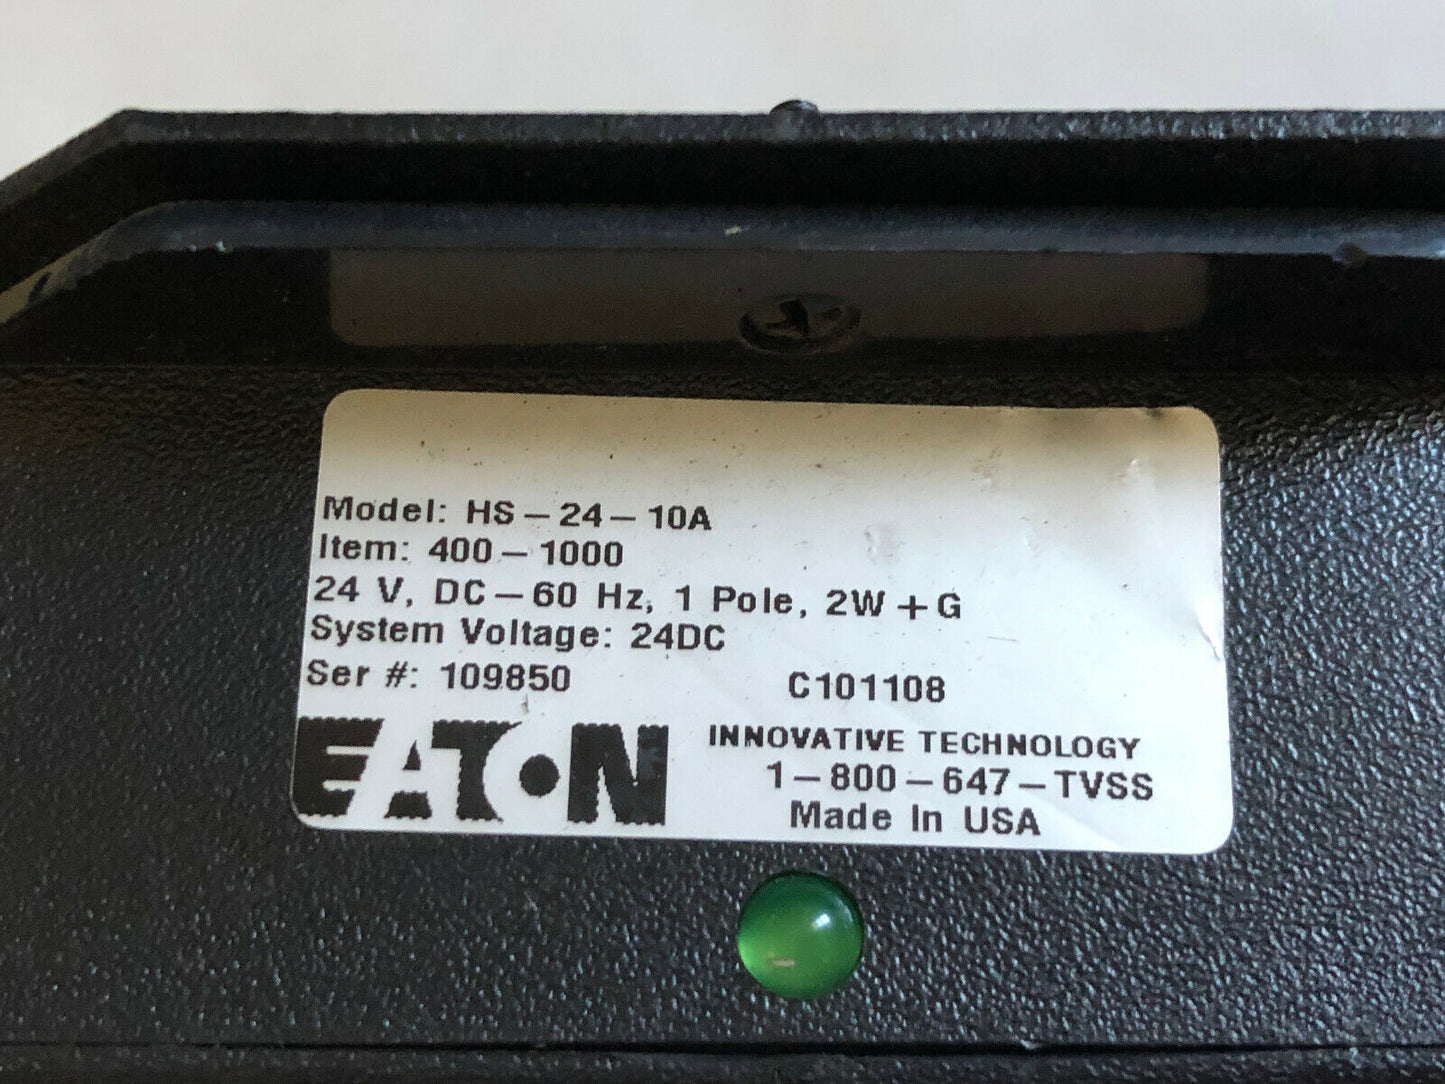 Model: HS-24-10A
Item: 400-1000
24 V, DC-60 Hz, 1 Pole, 2W+G
System Voltage: 24DC
Ser #: 109850 C101108
EATON
INNOVATIVE TECHNOLOGY
1-800-647-TVSS
Made In USA